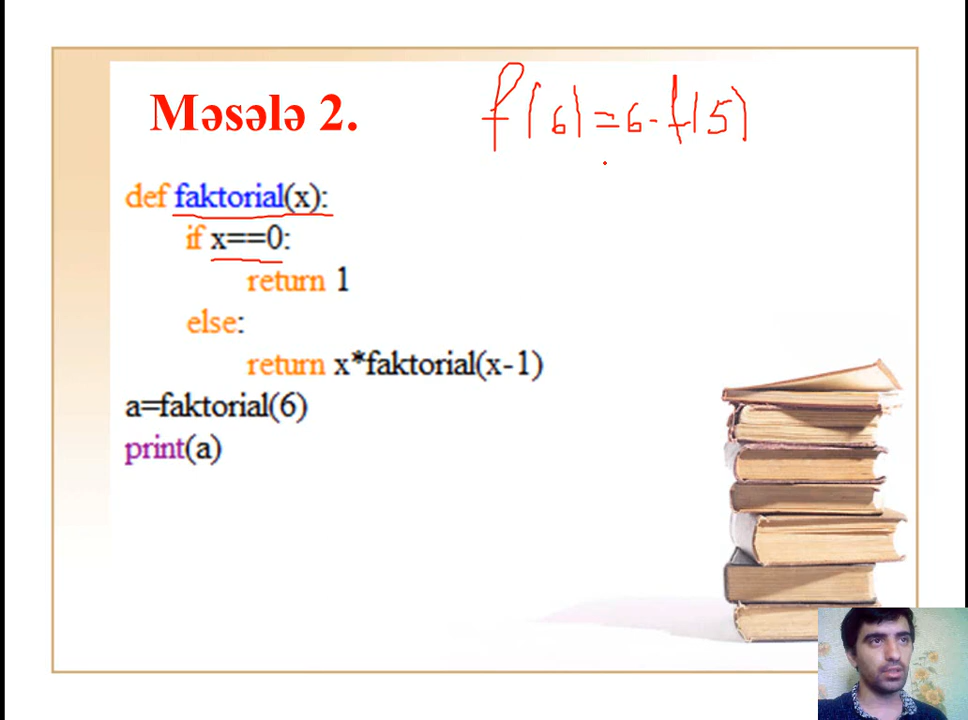 Məsələ 2.
f(6)=6·f(5)
def faktorial(x):
if x==0:
return 1
else:
return x*faktorial(x-1)
a=faktorial(6)
print(a)